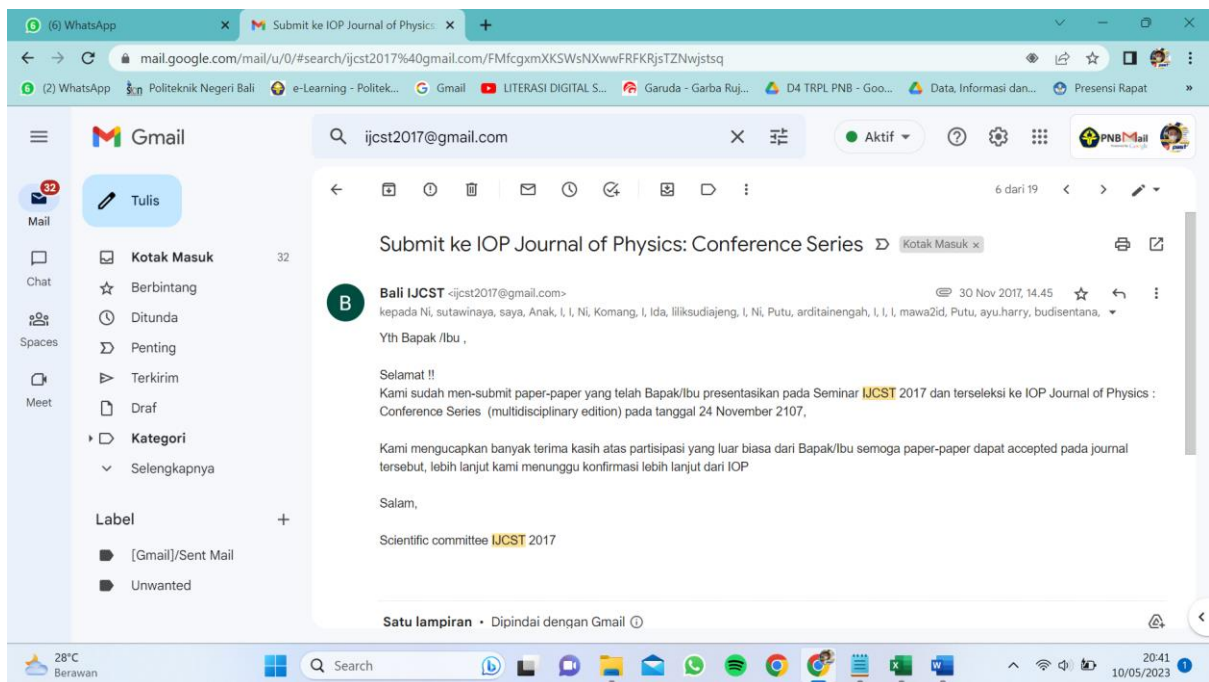 (6) WhatsApp
Submit ke IOP Journal of Physics:
mail.google.com/mail/u/0/#search/ijcst2017%40gmail.com/FMfcgxmXKSWsNXwwFRFKRjsTZNwjstsq
(2) WhatsApp
Politeknik Negeri Bali
e-Learning - Politek...
Gmail
LITERASI DIGITAL S...
Garuda - Garba Ruj...
D4 TRPL PNB - Goo...
Data, Informasi dan...
Presensi Rapat
»
Gmail
ijcst2017@gmail.com
Aktif
PNBMail
32
Mail
Chat
Spaces
Meet
Tulis
Kotak Masuk 32
Berbintang
Ditunda
Penting
Terkirim
Draf
Kategori
Selengkapnya
Label +
[Gmail]/Sent Mail
Unwanted
6 dari 19
Submit ke IOP Journal of Physics: Conference Series
Kotak Masuk ×
B
Bali IJCST <ijcst2017@gmail.com>
30 Nov 2017, 14.45
kepada Ni, sutawinaya, saya, Anak, I, I, Ni, Komang, I, Ida, liliksudiajeng, I, Ni, Putu, arditainengah, I, I, I, mawa2id, Putu, ayu.harry, budisentana,
Yth Bapak /Ibu ,
Selamat !!
Kami sudah men-submit paper-paper yang telah Bapak/Ibu presentasikan pada Seminar IJCST 2017 dan terseleksi ke IOP Journal of Physics :
Conference Series (multidisciplinary edition) pada tanggal 24 November 2107,
Kami mengucapkan banyak terima kasih atas partisipasi yang luar biasa dari Bapak/Ibu semoga paper-paper dapat accepted pada journal
tersebut, lebih lanjut kami menunggu konfirmasi lebih lanjut dari IOP
Salam,
Scientific committee IJCST 2017
Satu lampiran • Dipindai dengan Gmail
28°C
Berawan
Search
20:41
10/05/2023
1